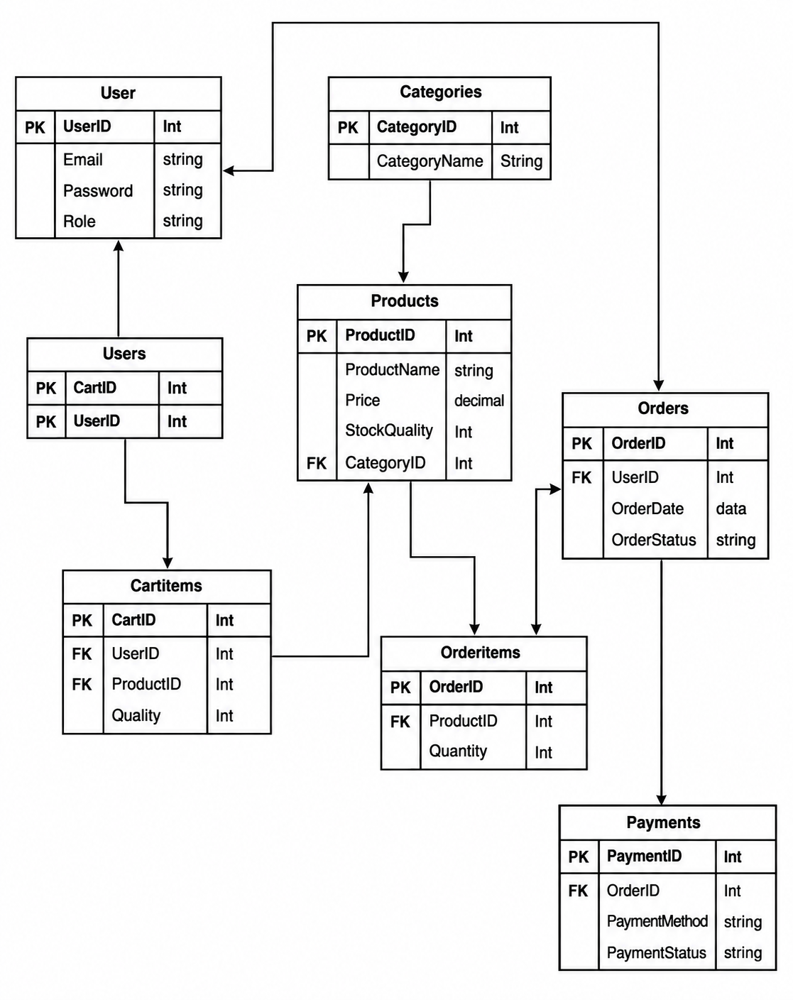 User
PK UserID Int
Email string
Password string
Role string
Categories
PK CategoryID Int
CategoryName String
Products
PK ProductID Int
ProductName string
Price decimal
StockQuality Int
FK CategoryID Int
Users
PK CartID Int
PK UserID Int
Orders
PK OrderID Int
FK UserID Int
OrderDate data
OrderStatus string
Cartitems
PK CartID Int
FK UserID Int
FK ProductID Int
Quality Int
Orderitems
PK OrderID Int
FK ProductID Int
Quantity Int
Payments
PK PaymentID Int
FK OrderID Int
PaymentMethod string
PaymentStatus string